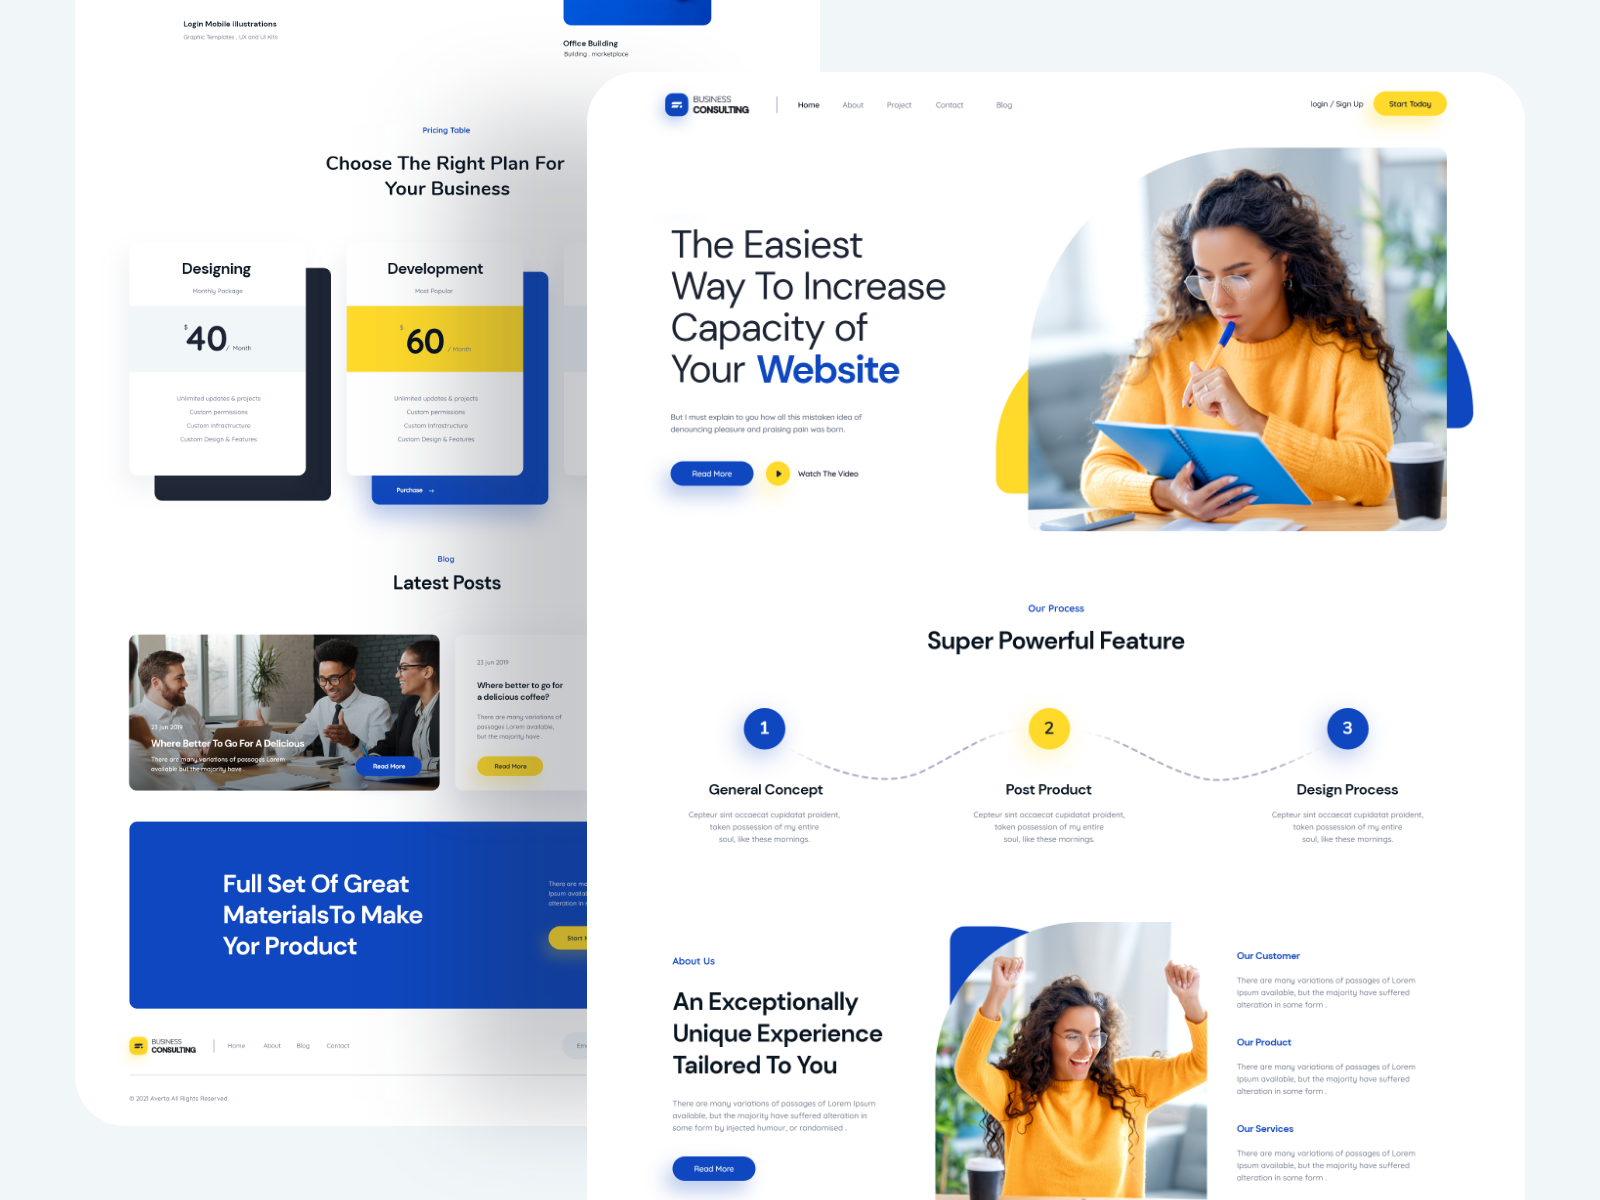 Login Mobile illustrations
Graphic Templates . UX and UI Kits
Office Building
Building . marketplace
Pricing Table
Choose The Right Plan For
Your Business
Designing
Monthly Package
$
40
/ Month
Unlimited updates & projects
Custom permissions
Custom infrastructure
Custom Design & Features
Development
Most Popular
$
60
/ Month
Unlimited updates & projects
Custom permissions
Custom infrastructure
Custom Design & Features
Purchase →
Blog
Latest Posts
23 jun 2019
Where Better To Go For A Delicious
There are many variations of passages Lorem
available, but the majority have
Read More
23 jun 2019
Where better to go for
a delicious coffee?
There are many variations of
passages Lorem available,
but the majority have .
Read More
Full Set Of Great
MaterialsTo Make
Yor Product
There are
Ipsum
alteration in
Start
BUSINESS
CONSULTING
Home
About
Blog
Contact
© 2021 Averta.All Rights Reserved.
BUSINESS
CONSULTING
Home
About
Project
Contact
Blog
login / Sign Up
Start Today
The Easiest
Way To Increase
Capacity of
Your Website
But I must explain to you how all this mistaken idea of
denouncing pleasure and praising pain was born.
Read More
Watch The Video
Our Process
Super Powerful Feature
1
General Concept
Cepteur sint occaecat cupidatat proident,
taken possession of my entire
soul, like these mornings.
2
Post Product
Cepteur sint occaecat cupidatat proident,
taken possession of my entire
soul, like these mornings.
3
Design Process
Cepteur sint occaecat cupidatat proident,
taken possession of my entire
soul, like these mornings.
About Us
An Exceptionally
Unique Experience
Tailored To You
There are many variations of passages of Lorem Ipsum
available, but the majority have suffered alteration in
some form by injected humour, or randomised .
Read More
Our Customer
There are many variations of passages of Lorem
Ipsum available, but the majority have suffered
alteration in some form .
Our Product
There are many variations of passages of Lorem
Ipsum available, but the majority have suffered
alteration in some form .
Our Services
There are many variations of passages of Lorem
Ipsum available, but the majority have suffered
alteration in some form .